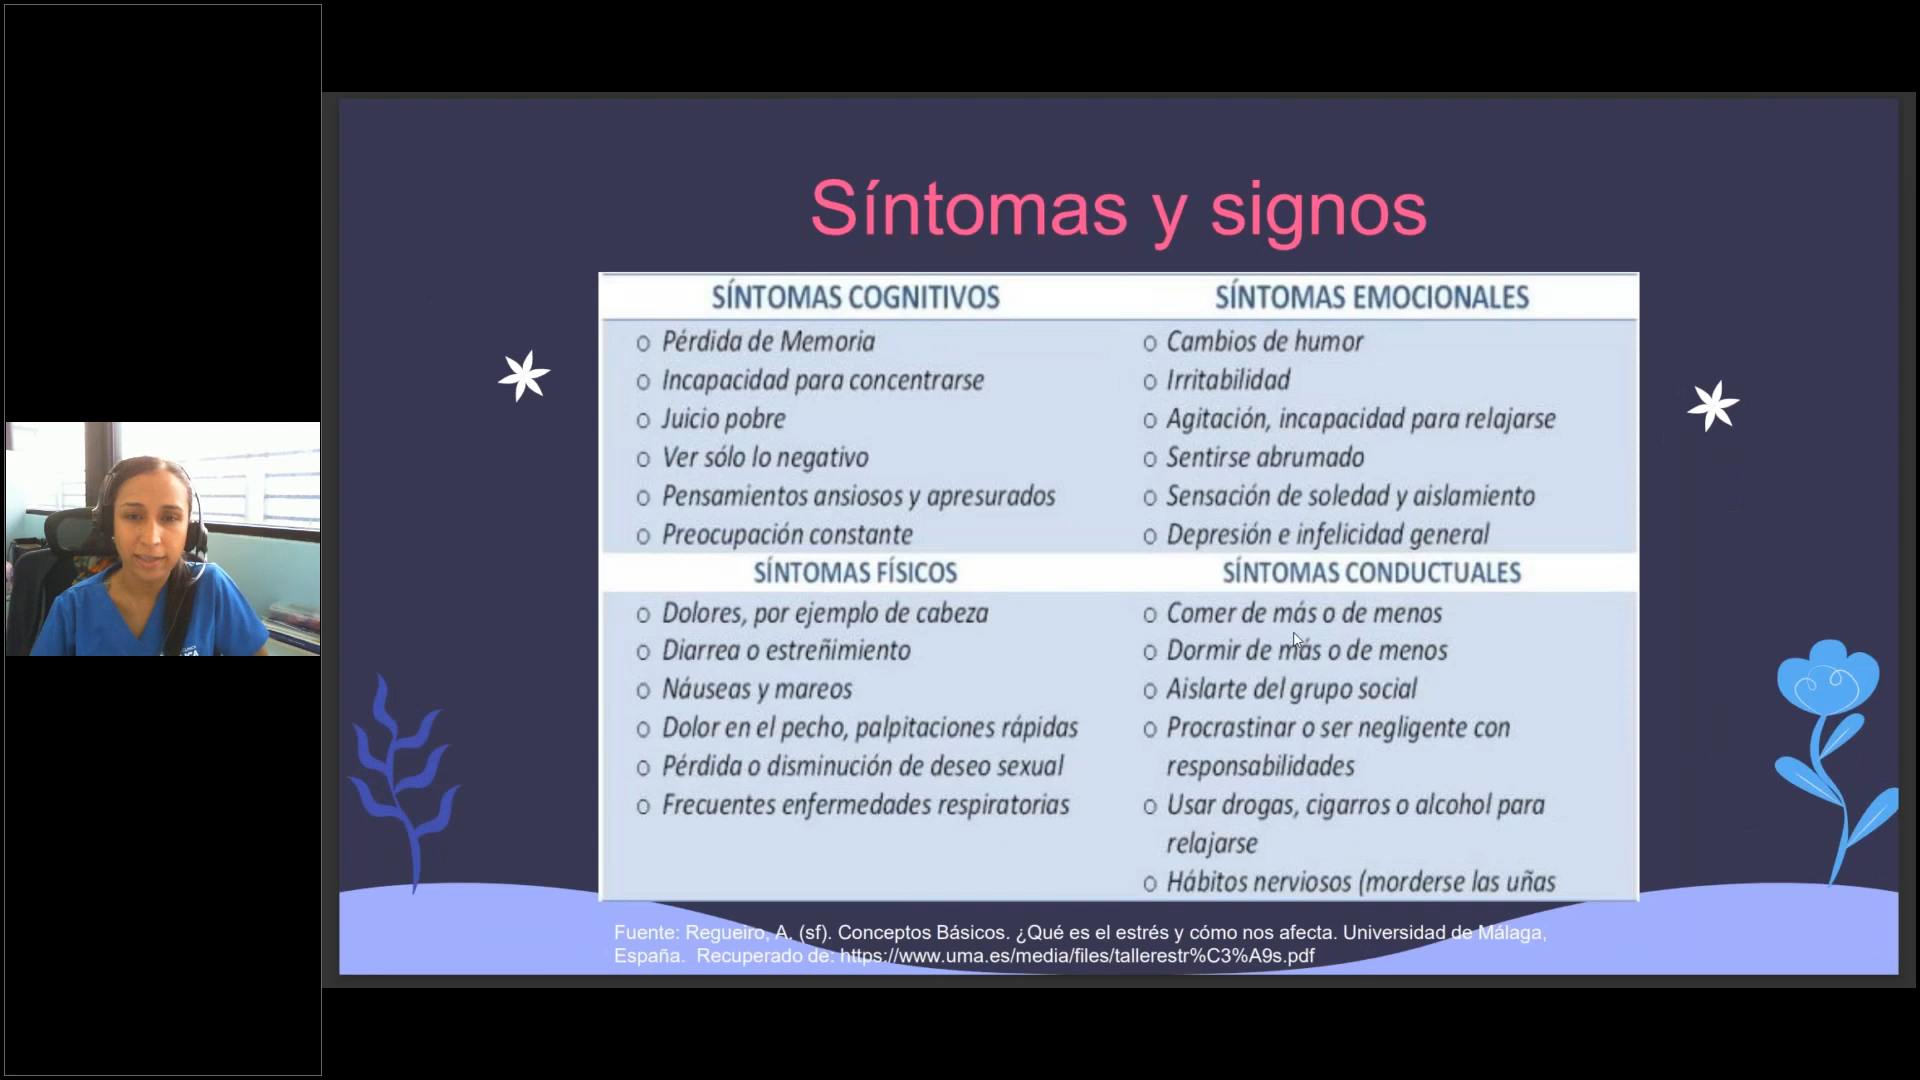 Síntomas y signos
SÍNTOMAS COGNITIVOS
o Pérdida de Memoria
o Incapacidad para concentrarse
o Juicio pobre
o Ver sólo lo negativo
o Pensamientos ansiosos y apresurados
o Preocupación constante
SÍNTOMAS EMOCIONALES
o Cambios de humor
o Irritabilidad
o Agitación, incapacidad para relajarse
o Sentirse abrumado
o Sensación de soledad y aislamiento
o Depresión e infelicidad general
SÍNTOMAS FÍSICOS
o Dolores, por ejemplo de cabeza
o Diarrea o estreñimiento
o Náuseas y mareos
o Dolor en el pecho, palpitaciones rápidas
o Pérdida o disminución de deseo sexual
o Frecuentes enfermedades respiratorias
SÍNTOMAS CONDUCTUALES
o Comer de más o de menos
o Dormir de más o de menos
o Aislarte del grupo social
o Procrastinar o ser negligente con
responsabilidades
o Usar drogas, cigarros o alcohol para
relajarse
o Hábitos nerviosos (morderse las uñas
Fuente: Regueiro, A. (sf). Conceptos Básicos. ¿Qué es el estrés y cómo nos afecta. Universidad de Málaga,
España. Recuperado de: https://www.uma.es/media/files/tallerestr%C3%A9s.pdf